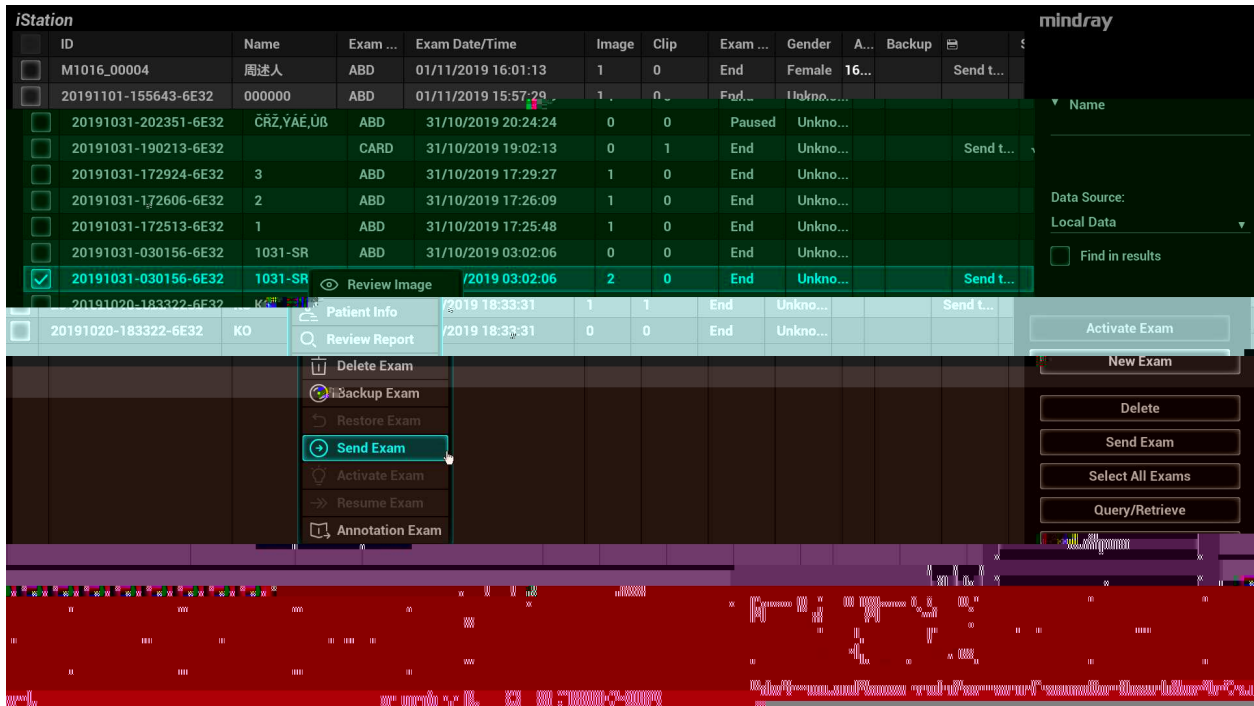 iStation
mindray
ID Name Exam ... Exam Date/Time Image Clip Exam ... Gender A... Backup S
M1016_00004 周述人 ABD 01/11/2019 16:01:13 1 0 End Female 16... Send t...
20191101-155643-6E32 000000 ABD 01/11/2019 15:57:29 1 0 End Unkno...
Name
20191031-202351-6E32 ČŘŽ,ÝÁÉ,Úß ABD 31/10/2019 20:24:24 0 0 Paused Unkno...
20191031-190213-6E32 CARD 31/10/2019 19:02:13 0 1 End Unkno... Send t...
20191031-172924-6E32 3 ABD 31/10/2019 17:29:27 1 0 End Unkno...
20191031-172606-6E32 2 ABD 31/10/2019 17:26:09 1 0 End Unkno...
Data Source:
20191031-172513-6E32 1 ABD 31/10/2019 17:25:48 1 0 End Unkno...
Local Data
20191031-030156-6E32 1031-SR ABD 31/10/2019 03:02:06 0 0 End Unkno...
Find in results
20191031-030156-6E32 1031-SR /2019 03:02:06 2 0 End Unkno... Send t...
Review Image
20191020-183322-6E32 /2019 18:33:31 1 1 End Unkno... Send t...
Patient Info
20191020-183322-6E32 KO /2019 18:33:31 0 0 End Unkno...
Activate Exam
Review Report
Delete Exam
New Exam
Backup Exam
Delete
Restore Exam
Send Exam
Send Exam
Activate Exam
Select All Exams
Resume Exam
Query/Retrieve
Annotation Exam